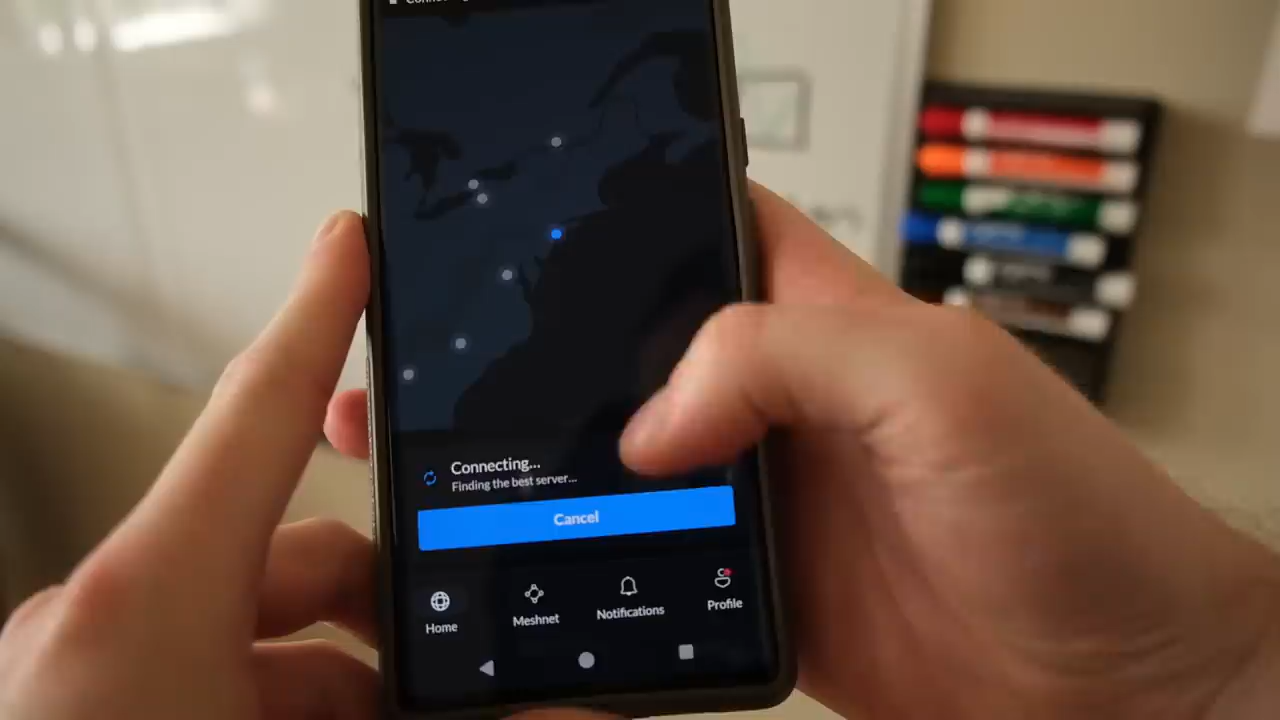 Connecting...
Finding the best server...
Cancel
Home
Meshnet
Notifications
Profile